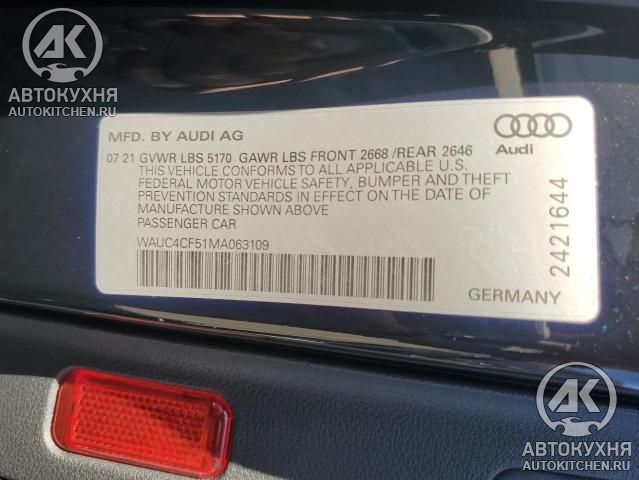 AK
АВТОКУХНЯ
AUTOKITCHEN.RU
MFD. BY AUDI AG
07 21 GVWR LBS 5170 GAWR LBS FRONT 2668 /REAR 2646
THIS VEHICLE CONFORMS TO ALL APPLICABLE U.S.
FEDERAL MOTOR VEHICLE SAFETY, BUMPER AND THEFT
PREVENTION STANDARDS IN EFFECT ON THE DATE OF
MANUFACTURE SHOWN ABOVE
PASSENGER CAR
WAUC4CF51MA063109
Audi
2421644
GERMANY
AK
АВТОКУХНЯ
AUTOKITCHEN.RU